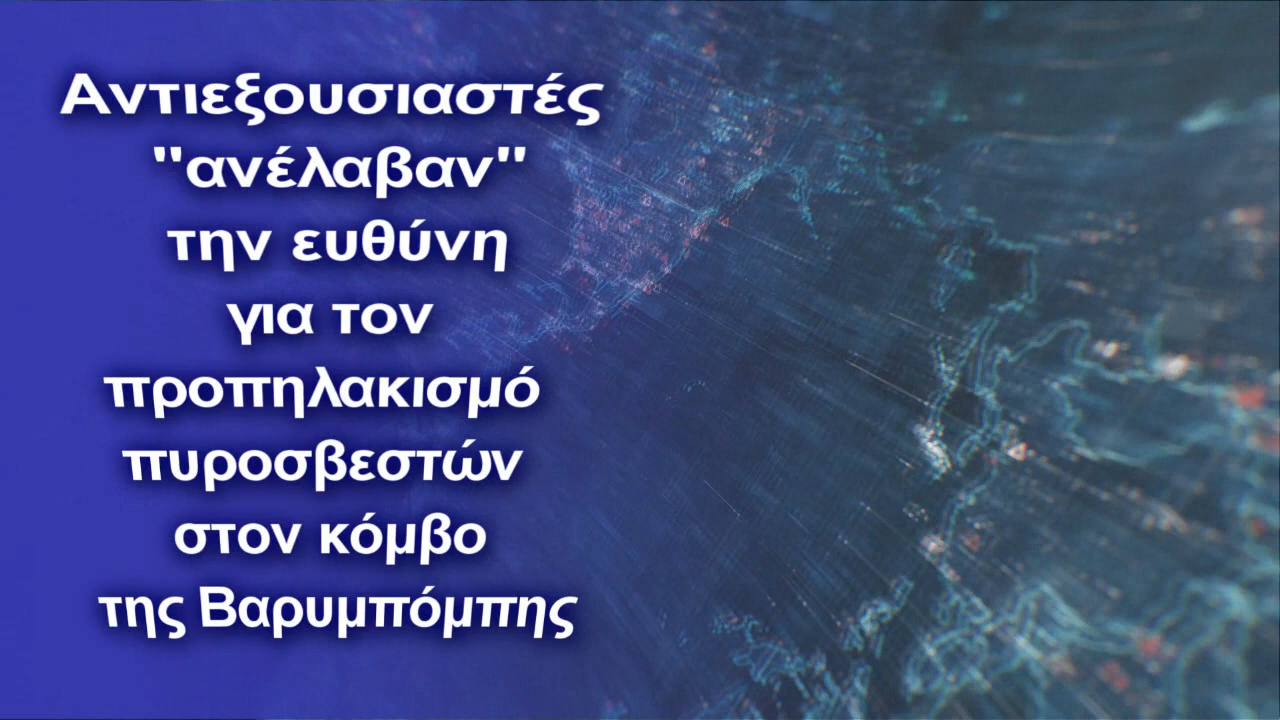 Αντιεξουσιαστές
"ανέλαβαν"
την ευθύνη
για τον
προπηλακισμό
πυροσβεστών
στον κόμβο
της Βαρυμπόμπης